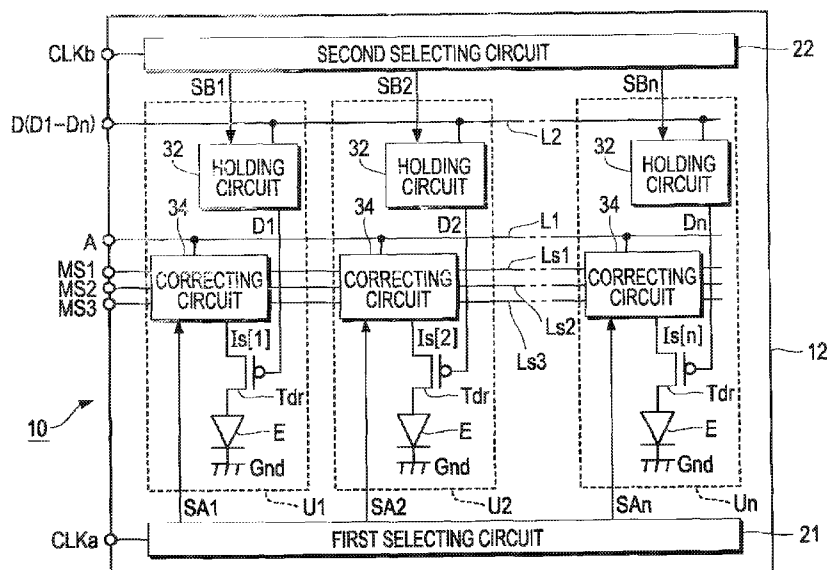 CLKb
SECOND SELECTING CIRCUIT
22
SB1
SB2
SBn
D(D1-Dn)
L2
32
HOLDING CIRCUIT
32
HOLDING CIRCUIT
32
HOLDING CIRCUIT
34
D1
34
D2
L1
34
Dn
A
MS1
MS2
MS3
CORRECTING CIRCUIT
CORRECTING CIRCUIT
CORRECTING CIRCUIT
Ls1
Ls2
Ls3
Is[1]
Is[2]
Is[n]
12
Tdr
Tdr
Tdr
10
E
E
E
Gnd
Gnd
Gnd
SA1
U1
SA2
U2
SAn
Un
CLKa
FIRST SELECTING CIRCUIT
21